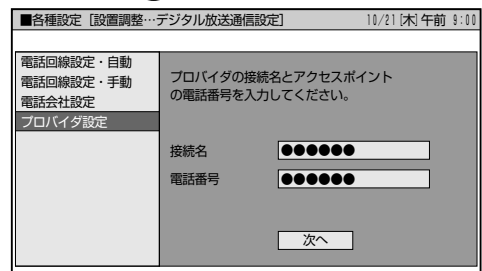 ■各種設定［設置調整…デジタル放送通信設定］ 10/21[木]午前 9:00
電話回線設定・自動
電話回線設定・手動
電話会社設定
プロバイダ設定
プロバイダの接続名とアクセスポイント
の電話番号を入力してください。
接続名 ●●●●●●
電話番号 ●●●●●●
次へ